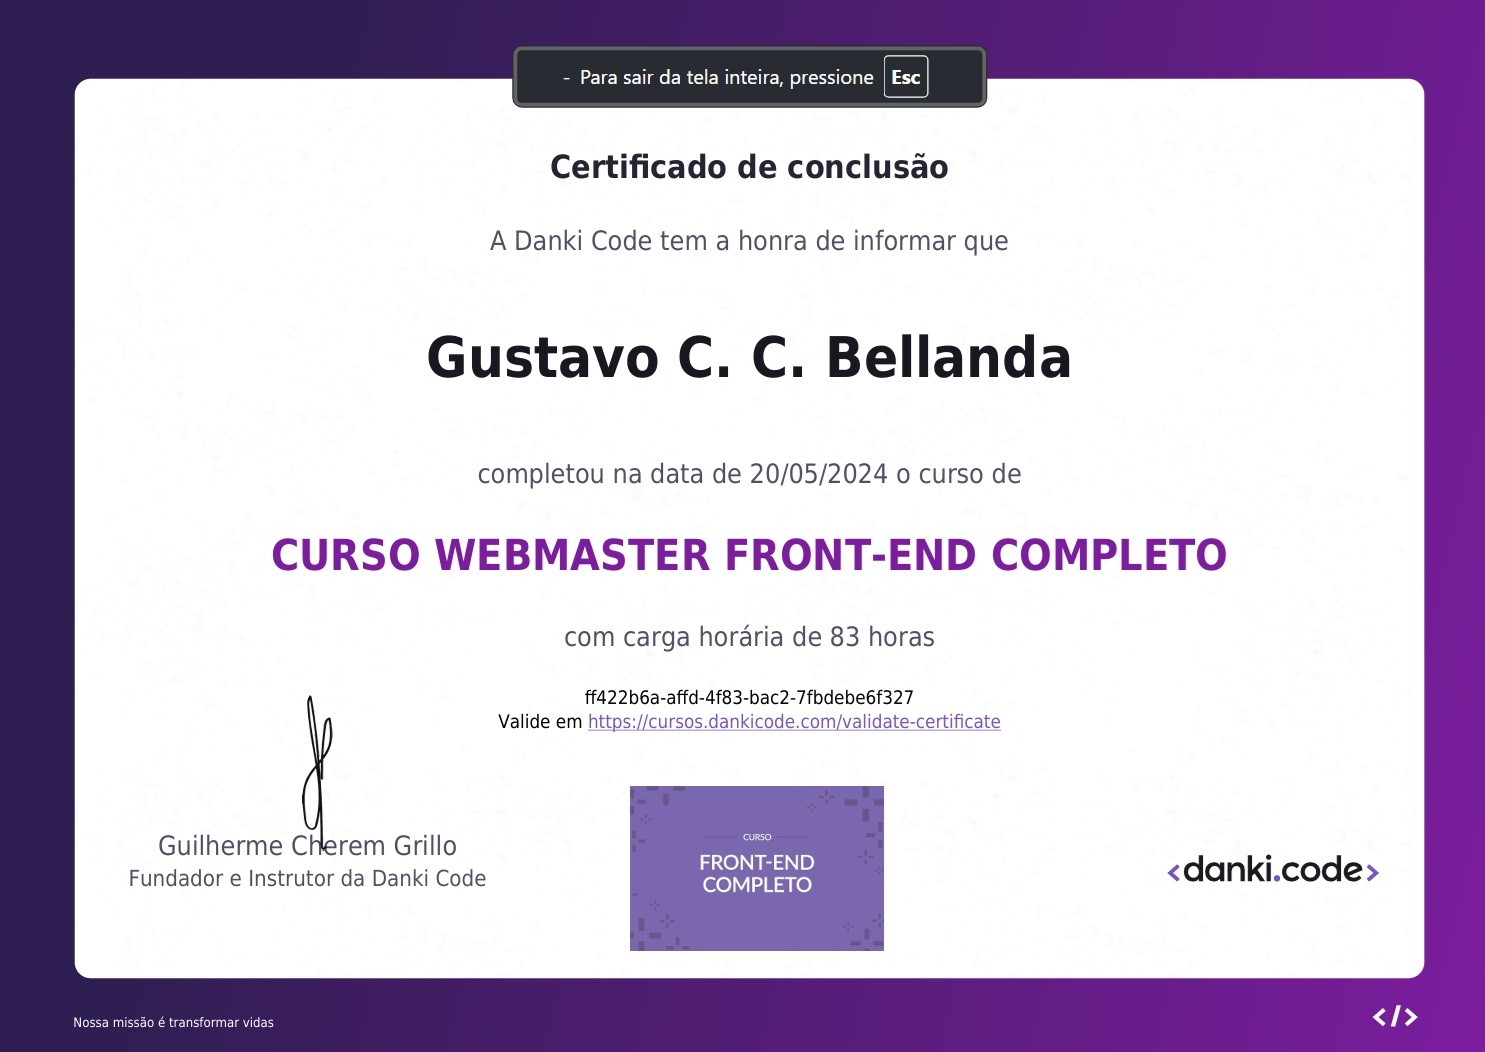 - Para sair da tela inteira, pressione Esc
Certificado de conclusão
A Danki Code tem a honra de informar que
Gustavo C. C. Bellanda
completou na data de 20/05/2024 o curso de
CURSO WEBMASTER FRONT-END COMPLETO
com carga horária de 83 horas
ff422b6a-affd-4f83-bac2-7fbdebe6f327
Valide em https://cursos.dankicode.com/validate-certificate
Guilherme Cherem Grillo
Fundador e Instrutor da Danki Code
CURSO
FRONT-END
COMPLETO
<danki.code>
Nossa missão é transformar vidas
</>